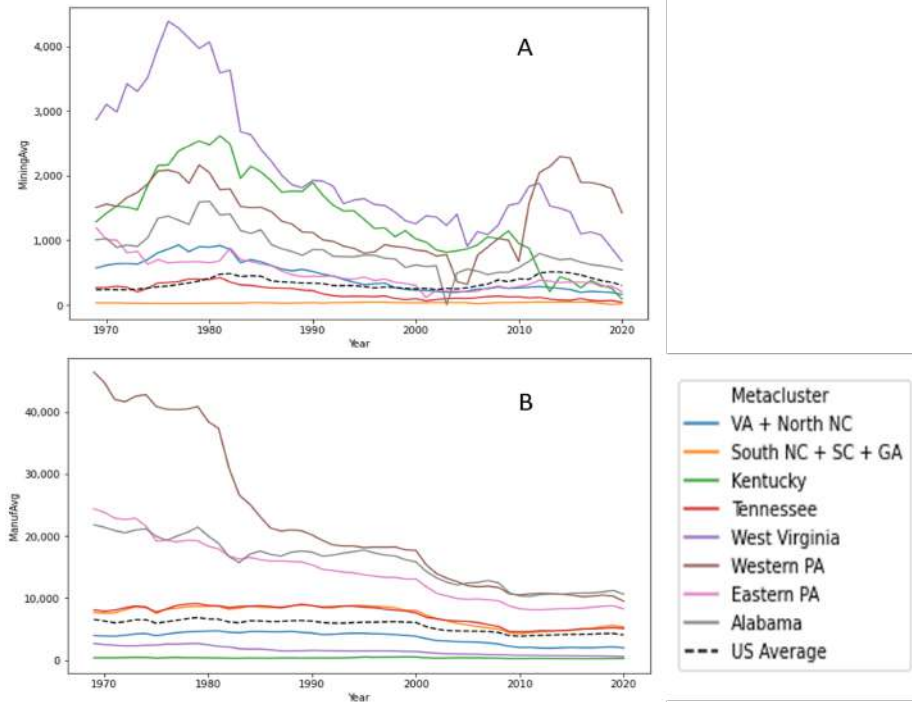 A
4,000
3,000
2,000
1,000
0
MiningAvg
1970 1980 1990 2000 2010 2020
Year
B
40,000
30,000
20,000
10,000
0
ManufAvg
1970 1980 1990 2000 2010 2020
Year
Metacluster
VA + North NC
South NC + SC + GA
Kentucky
Tennessee
West Virginia
Western PA
Eastern PA
Alabama
US Average